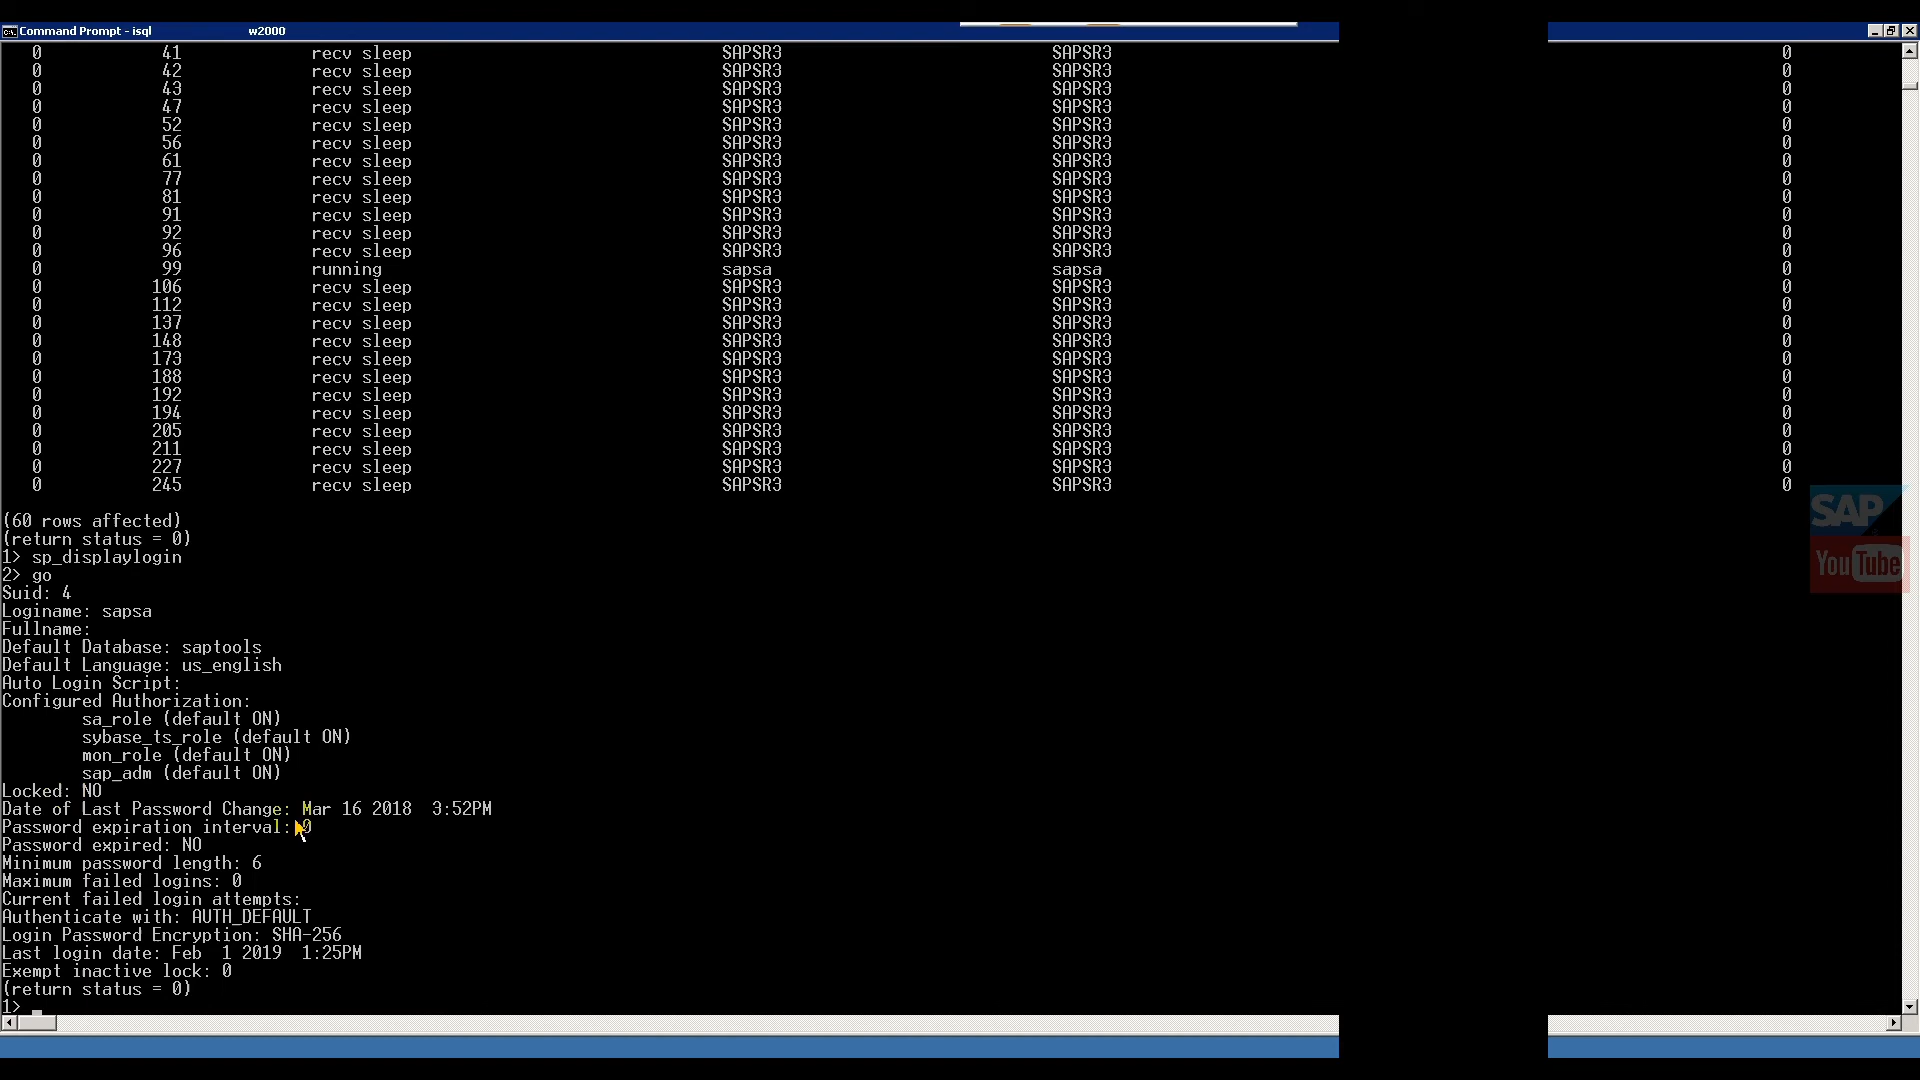 Command Prompt - isql w2000
0 41 recv sleep SAPSR3 SAPSR3 0
0 42 recv sleep SAPSR3 SAPSR3 0
0 43 recv sleep SAPSR3 SAPSR3 0
0 47 recv sleep SAPSR3 SAPSR3 0
0 52 recv sleep SAPSR3 SAPSR3 0
0 56 recv sleep SAPSR3 SAPSR3 0
0 61 recv sleep SAPSR3 SAPSR3 0
0 77 recv sleep SAPSR3 SAPSR3 0
0 81 recv sleep SAPSR3 SAPSR3 0
0 91 recv sleep SAPSR3 SAPSR3 0
0 92 recv sleep SAPSR3 SAPSR3 0
0 96 recv sleep SAPSR3 SAPSR3 0
0 99 running sapsa sapsa 0
0 106 recv sleep SAPSR3 SAPSR3 0
0 112 recv sleep SAPSR3 SAPSR3 0
0 137 recv sleep SAPSR3 SAPSR3 0
0 148 recv sleep SAPSR3 SAPSR3 0
0 173 recv sleep SAPSR3 SAPSR3 0
0 188 recv sleep SAPSR3 SAPSR3 0
0 192 recv sleep SAPSR3 SAPSR3 0
0 194 recv sleep SAPSR3 SAPSR3 0
0 205 recv sleep SAPSR3 SAPSR3 0
0 211 recv sleep SAPSR3 SAPSR3 0
0 227 recv sleep SAPSR3 SAPSR3 0
0 245 recv sleep SAPSR3 SAPSR3 0
(60 rows affected)
(return status = 0)
1> sp_displaylogin
2> go
Suid: 4
Loginame: sapsa
Fullname:
Default Database: saptools
Default Language: us_english
Auto Login Script:
Configured Authorization:
sa_role (default ON)
sybase_ts_role (default ON)
mon_role (default ON)
sap_adm (default ON)
Locked: NO
Date of Last Password Change: Mar 16 2018 3:52PM
Password expiration interval: 0
Password expired: NO
Minimum password length: 6
Maximum failed logins: 0
Current failed login attempts:
Authenticate with: AUTH_DEFAULT
Login Password Encryption: SHA-256
Last login date: Feb 1 2019 1:25PM
Exempt inactive lock: 0
(return status = 0)
1>
SAP
YouTube